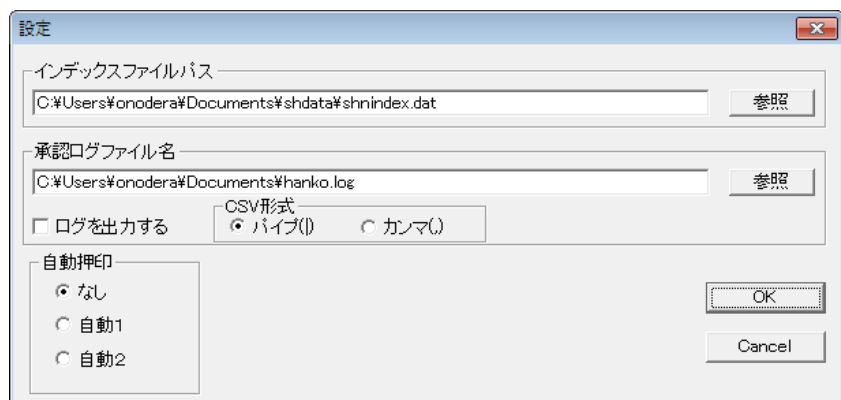 設定
インデックスファイルパス
C:¥Users¥onodera¥Documents¥shdata¥shnindex.dat
参照
承認ログファイル名
C:¥Users¥onodera¥Documents¥hanko.log
参照
ログを出力する
CSV形式
パイプ(|)
カンマ(,)
自動押印
なし
自動1
自動2
OK
Cancel